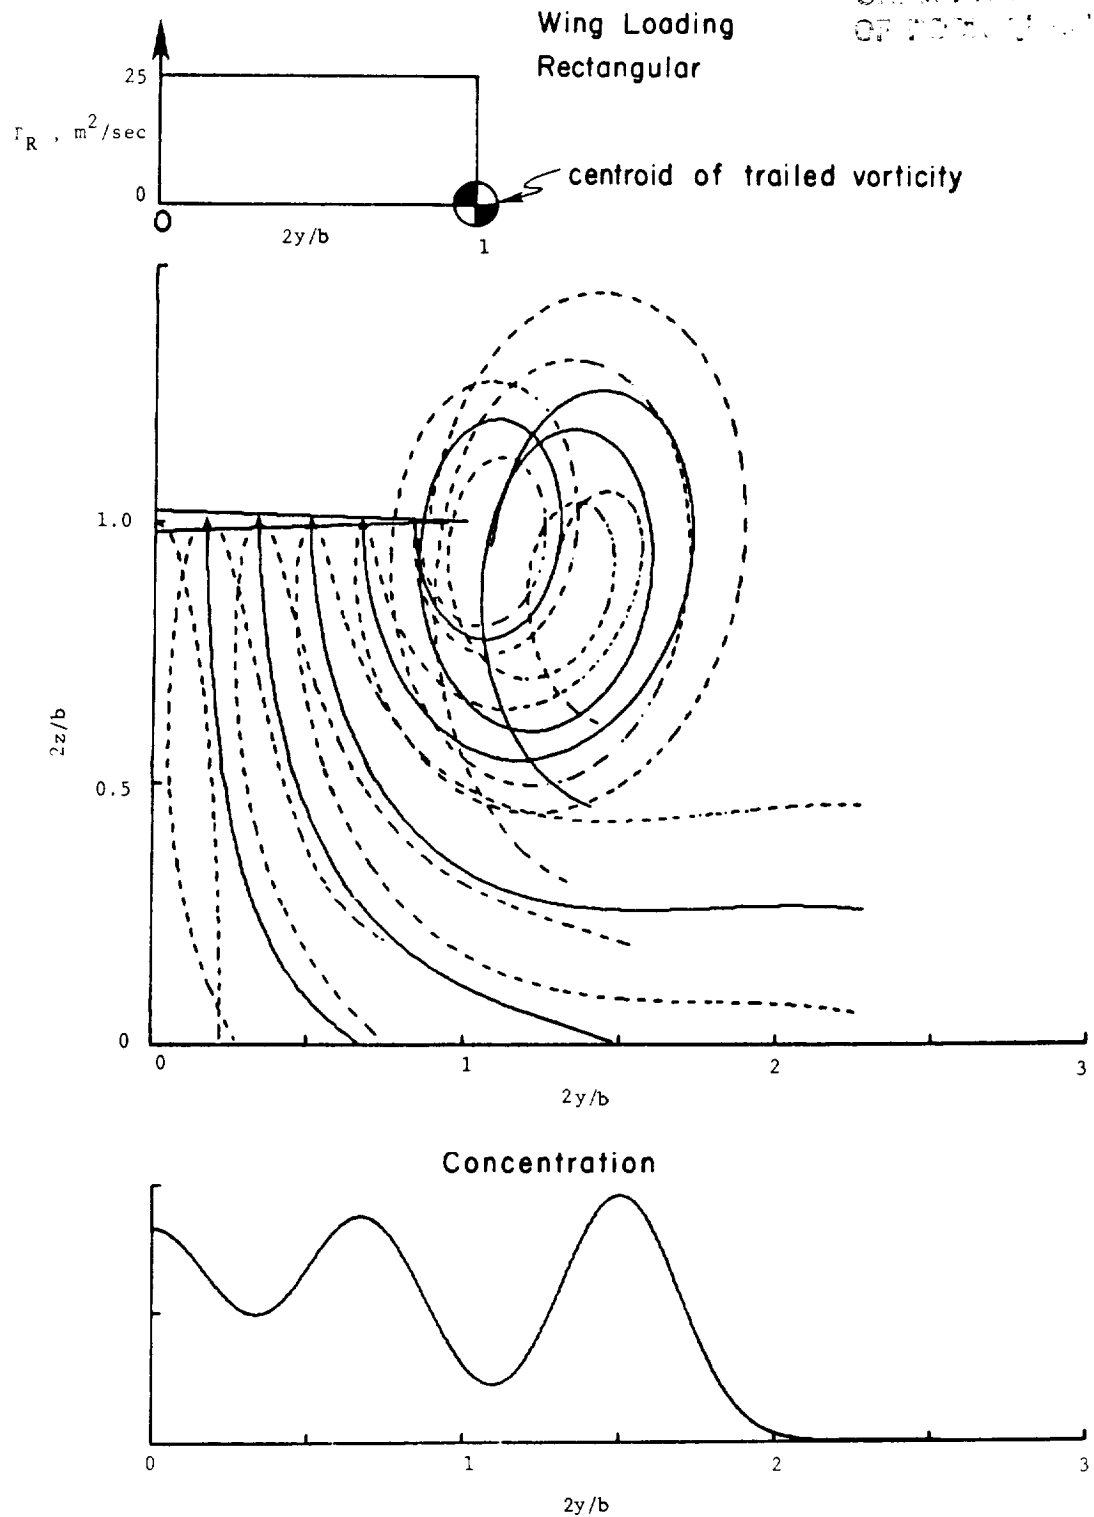 Wing Loading
Rectangular
25
Γ_R , m²/sec
0
centroid of trailed vorticity
0
2y/b
1
1.0
2z/b
0.5
0
0 1 2 3
2y/b
Concentration
0 1 2 3
2y/b